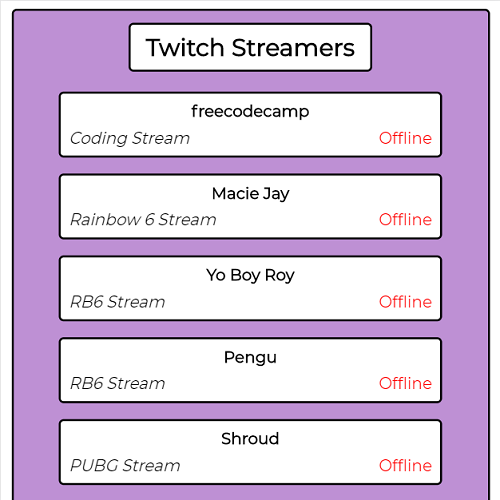 Twitch Streamers
freecodecamp
Coding Stream Offline
Macie Jay
Rainbow 6 Stream Offline
Yo Boy Roy
RB6 Stream Offline
Pengu
RB6 Stream Offline
Shroud
PUBG Stream Offline